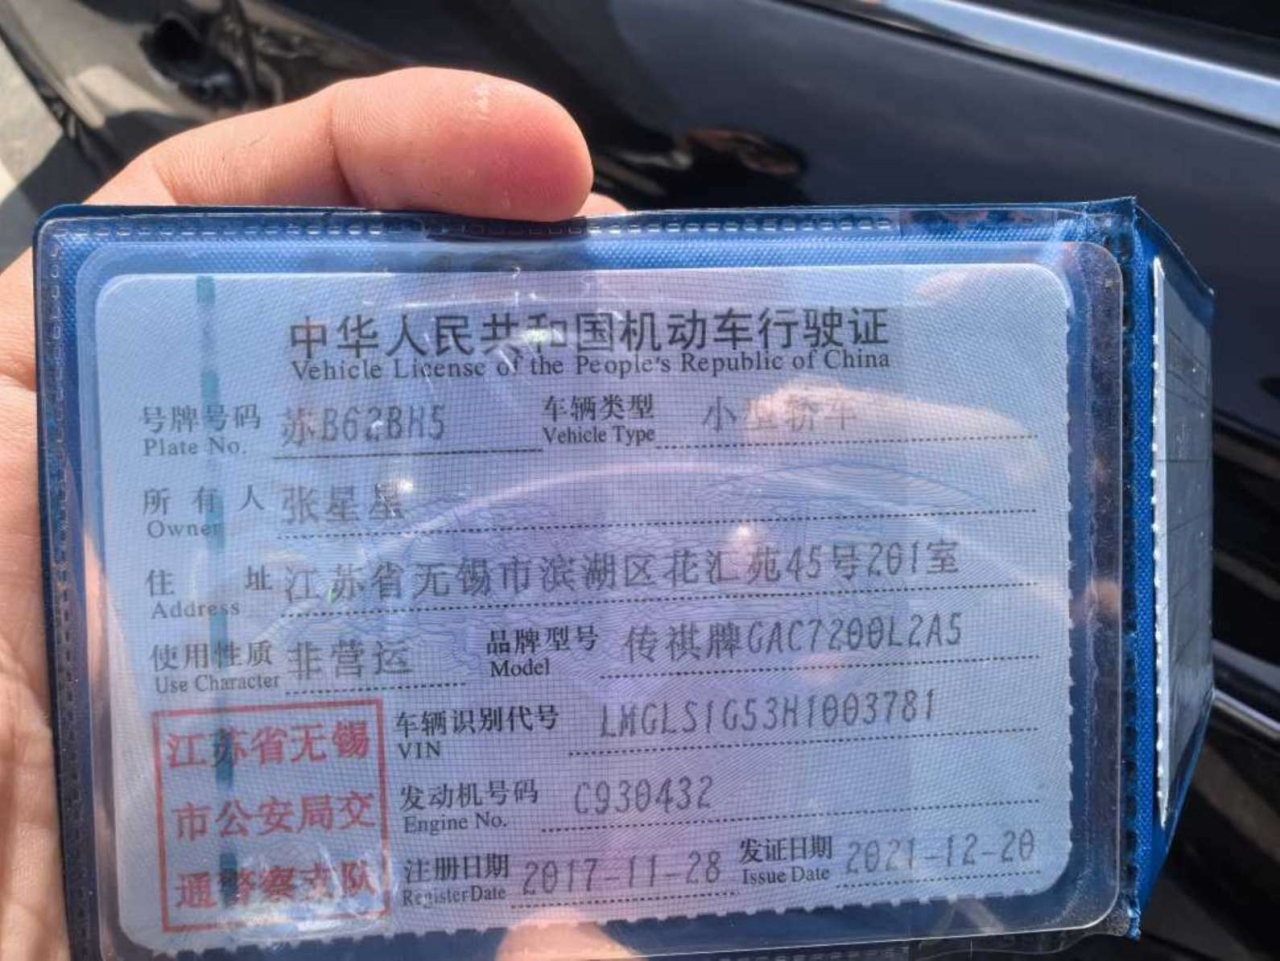 中华人民共和国机动车行驶证
Vehicle License of the People's Republic of China
号牌号码 苏B62BH5 车辆类型 小型轿车
Plate No. Vehicle Type
所有人 张星星
Owner
住址 江苏省无锡市滨湖区花汇苑45号201室
Address
使用性质 非营运 品牌型号 传祺牌GAC7200L2A5
Use Character Model
车辆识别代号 LMGLS1G53H1003781
VIN
发动机号码 C930432
Engine No.
注册日期 2017-11-28 发证日期 2021-12-20
Register Date Issue Date
江苏省无锡
市公安局交
通警察支队